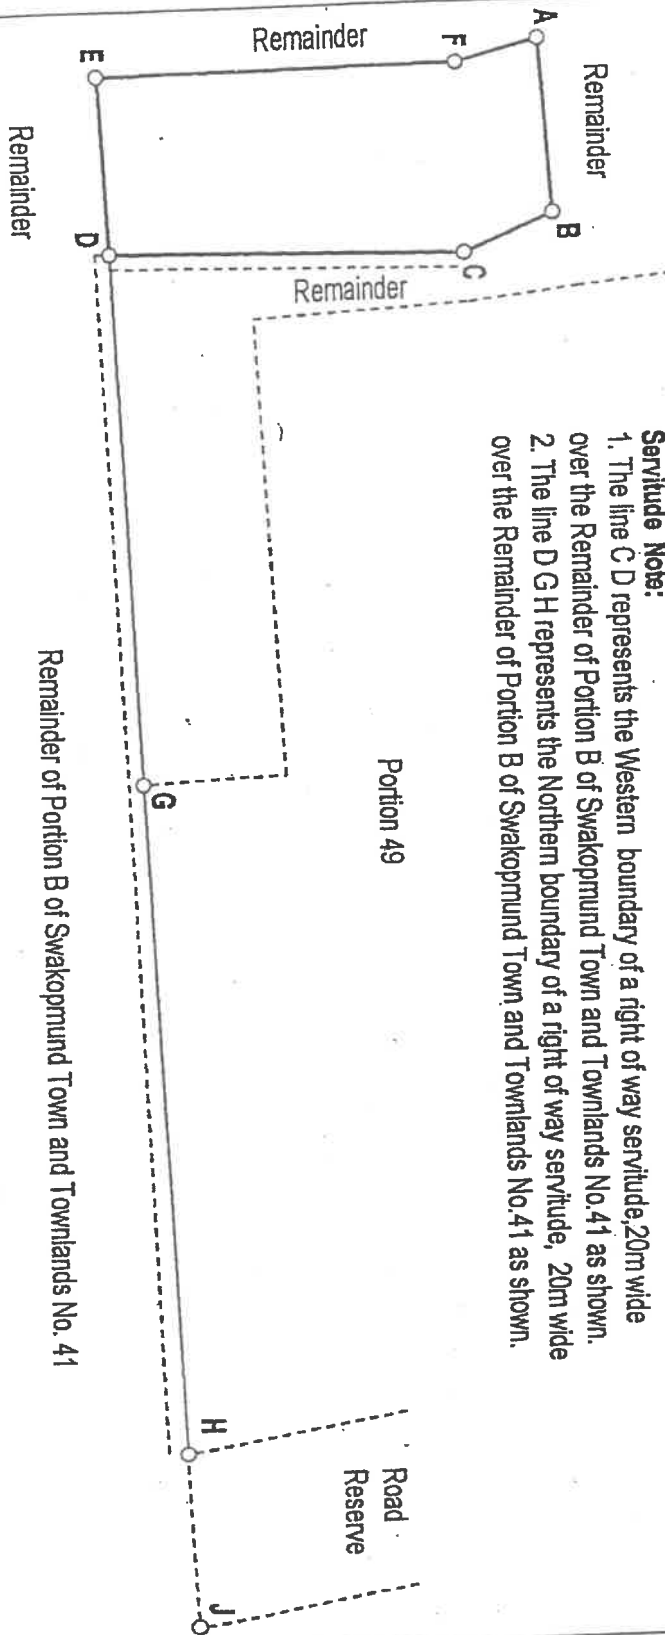 Servitude Note:
1. The line C D represents the Western boundary of a right of way servitude,20m wide
over the Remainder of Portion B of Swakopmund Town and Townlands No.41 as shown.
2. The line D G H represents the Northern boundary of a right of way servitude, 20m wide
over the Remainder of Portion B of Swakopmund Town and Townlands No.41 as shown.
Remainder
A
B
F
C
Remainder
Remainder
E
D
Remainder
Portion 49
G
H
J
Road
Reserve
Remainder of Portion B of Swakopmund Town and Townlands No. 41